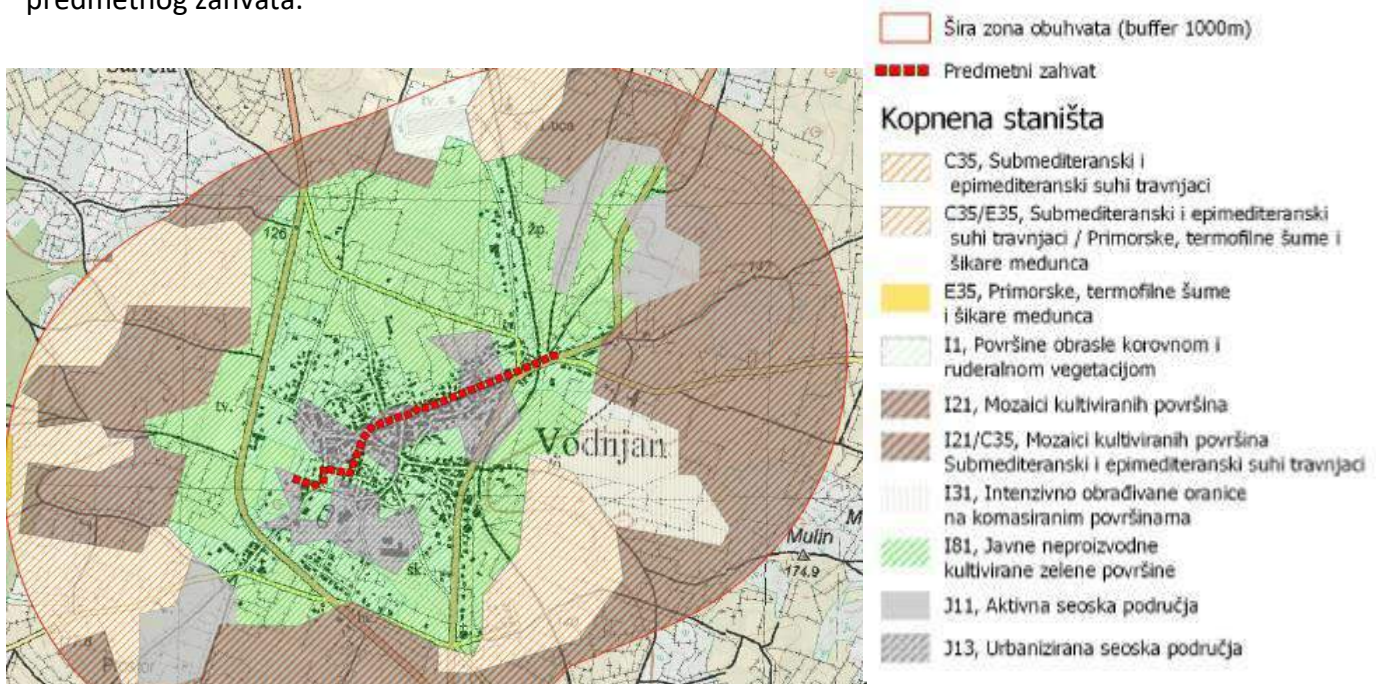 predmetnog zahvata.
Šira zona obuhvata (buffer 1000m)
Predmetni zahvat
Kopnena staništa
C35, Submediteranski i
epimediteranski suhi travnjaci
C35/E35, Submediteranski i epimediteranski
suhi travnjaci / Primorske, termofilne šume i
šikare medunca
E35, Primorske, termofilne šume
i šikare medunca
I1, Površine obrasle korovnom i
ruderalnom vegetacijom
I21, Mozaici kultiviranih površina
I21/C35, Mozaici kultiviranih površina
Submediteranski i epimediteranski suhi travnjaci
I31, Intenzivno obrađivane oranice
na komasiranim površinama
I81, Javne neproizvodne
kultivirane zelene površine
J11, Aktivna seoska područja
J13, Urbanizirana seoska područja
tv. s
126
žp.
tv.
Vodnjan
Mulin
174.9
šk.